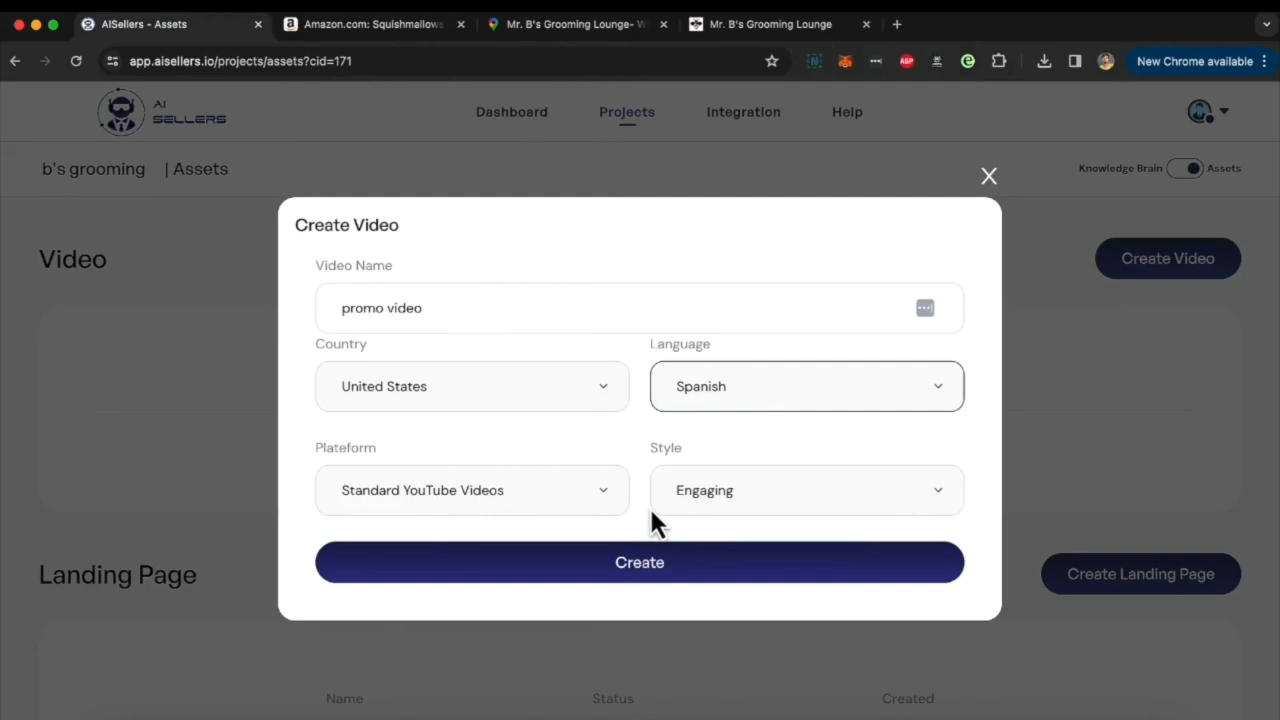 AISellers - Assets
Amazon.com: Squishmallows
Mr. B's Grooming Lounge- W
Mr. B's Grooming Lounge
app.aisellers.io/projects/assets?cid=171
ABP
New Chrome available
AI
SELLERS
Dashboard
Projects
Integration
Help
b's grooming | Assets
Knowledge Brain
Assets
X
Create Video
Video Name
promo video
Country
Language
United States
Spanish
Plateform
Style
Standard YouTube Videos
Engaging
Create
Video
Create Video
Landing Page
Create Landing Page
Name
Status
Created